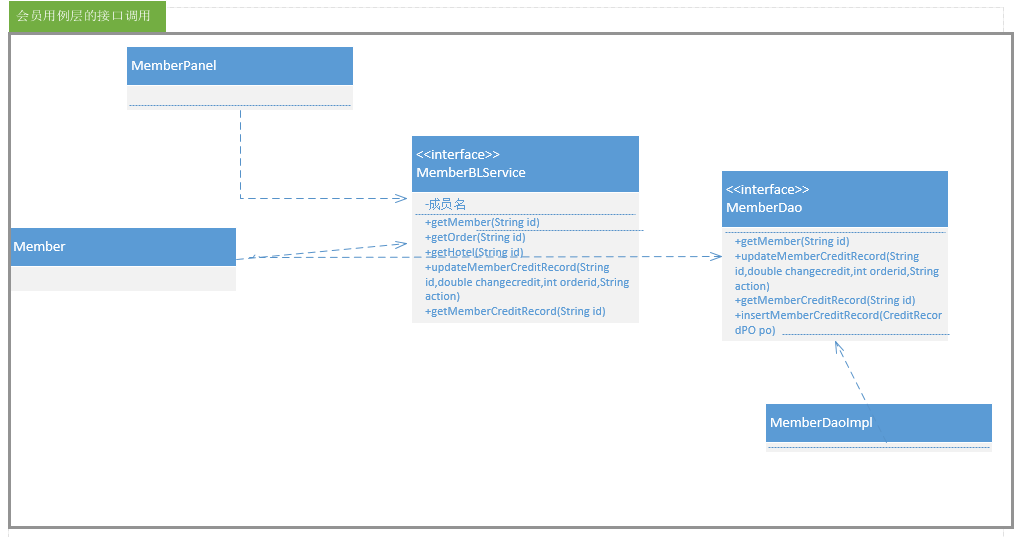 会员用例层的接口调用
MemberPanel
<<interface>>
MemberBLService
-成员名
+getMember(String id)
+getOrder(String id)
+getHotel(String id)
+updateMemberCreditRecord(String
id,double changecredit,int orderid,String
action)
+getMemberCreditRecord(String id)
Member
<<interface>>
MemberDao
+getMember(String id)
+updateMemberCreditRecord(String
id,double changecredit,int orderid,String
action)
+getMemberCreditRecord(String id)
+insertMemberCreditRecord(CreditRecor
dPO po)
MemberDaoImpl